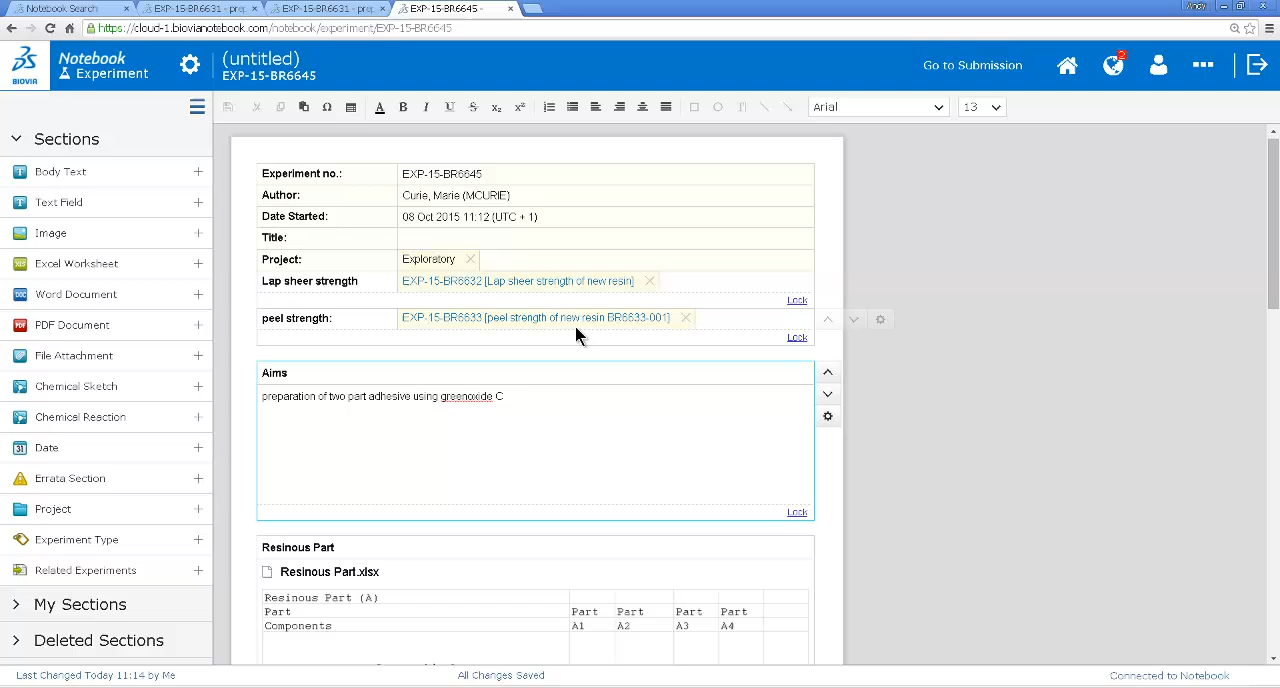 Notebook Search
EXP-15-BR6631 - prep
EXP-15-BR6631 - prep
EXP-15-BR6645 -
Andy
https://cloud-1.biovianotebook.com/notebook/experiment/EXP-15-BR6645
BIOVIA
Notebook
Experiment
(untitled)
EXP-15-BR6645
Go to Submission
2
Arial
13
Sections
Body Text
Text Field
Image
Excel Worksheet
Word Document
PDF Document
File Attachment
Chemical Sketch
Chemical Reaction
Date
Errata Section
Project
Experiment Type
Related Experiments
My Sections
Deleted Sections
Experiment no.: EXP-15-BR6645
Author: Curie, Marie (MCURIE)
Date Started: 08 Oct 2015 11:12 (UTC + 1)
Title:
Project: Exploratory
Lap sheer strength EXP-15-BR6632 [Lap sheer strength of new resin]
Lock
peel strength: EXP-15-BR6633 [peel strength of new resin BR6633-001]
Lock
Aims
preparation of two part adhesive using greenoxide C
Lock
Resinous Part
Resinous Part.xlsx
Resinous Part (A)
Part Part Part Part Part
Components A1 A2 A3 A4
Last Changed Today 11:14 by Me
All Changes Saved
Connected to Notebook